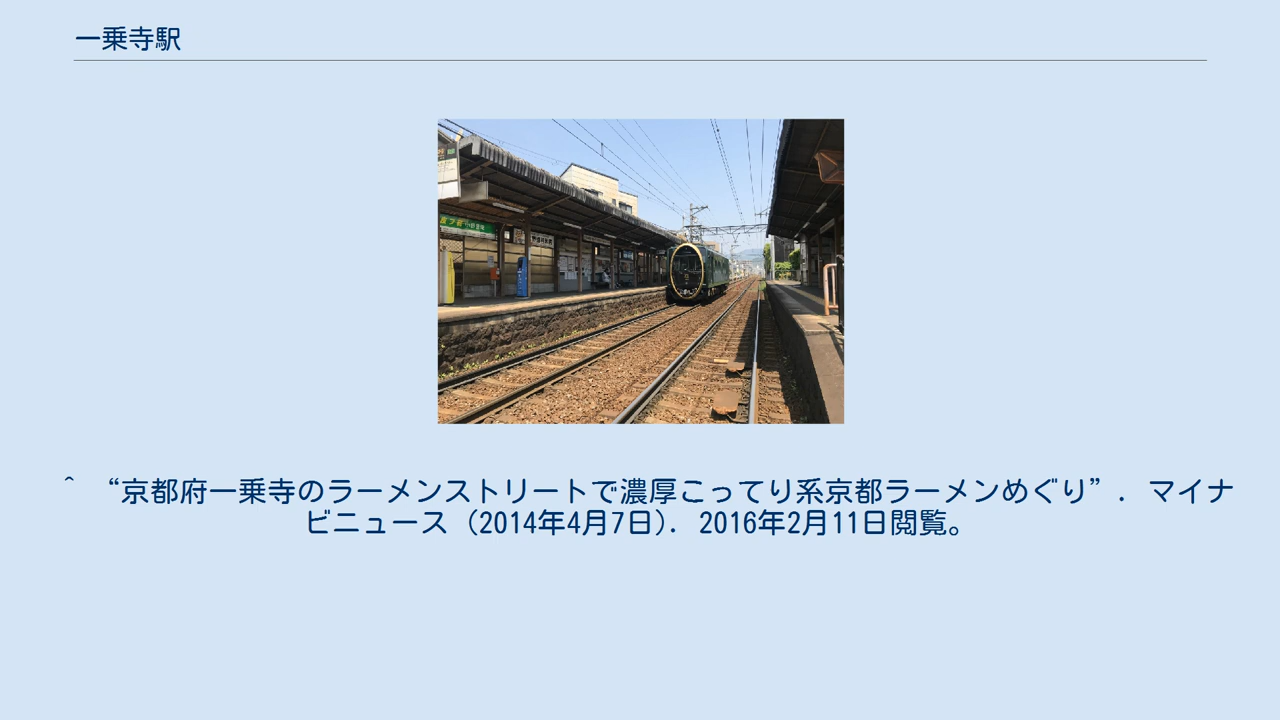 一乗寺駅
^ “京都府一乗寺のラーメンストリートで濃厚こってり系京都ラーメンめぐり”. マイナ
ビニュース (2014年4月7日). 2016年2月11日閲覧。